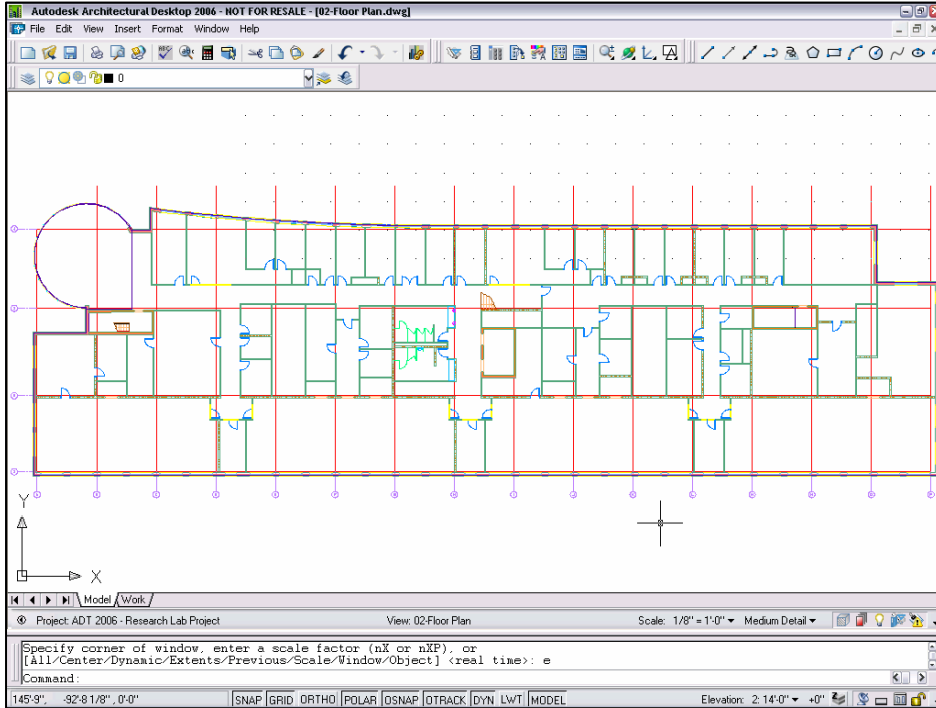 Autodesk Architectural Desktop 2006 - NOT FOR RESALE - [02-Floor Plan.dwg]
File Edit View Insert Format Window Help
0
Y
X
Model Work
Project: ADT 2006 - Research Lab Project View: 02-Floor Plan Scale: 1/8" = 1'-0" Medium Detail
Specify corner of window, enter a scale factor (nX or nXP), or
[All/Center/Dynamic/Extents/Previous/Scale/Window/Object] <real time>: e
Command:
145'-9", -92'-8 1/8", 0'-0" SNAP GRID ORTHO POLAR OSNAP OTRACK DYN LWT MODEL Elevation: 2: 14'-0" +0"